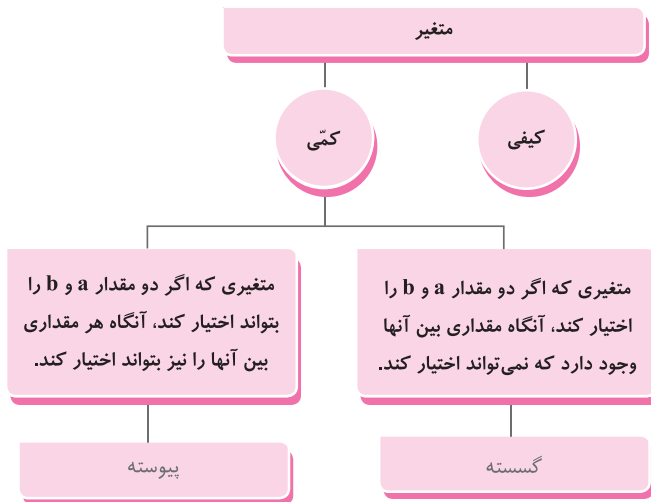 متغیر
کیفی
کمّی
متغیری که اگر دو مقدار a و b را
اختیار کند، آنگاه مقداری بین آنها
وجود دارد که نمی‌تواند اختیار کند.
متغیری که اگر دو مقدار a و b را
بتواند اختیار کند، آنگاه هر مقداری
بین آنها را نیز بتواند اختیار کند.
گسسته
پیوسته